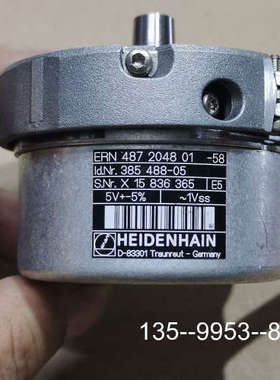 ERN 487 2048 01 -58
Id.Nr. 385 488-05
S.Nr. X 15 836 365 E5
5V+-5% ~1Vss
HEIDENHAIN
D-83301 Traunreut - Germany
135--9953--8